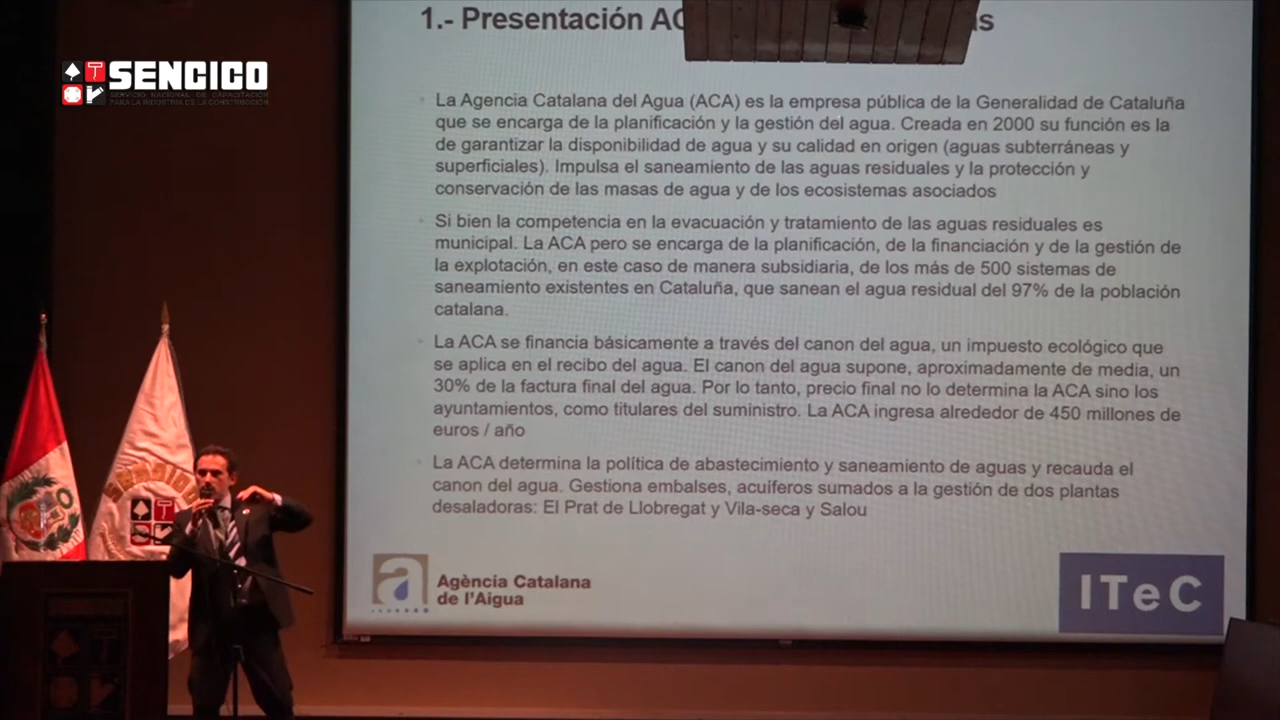 1.- Presentación AC
SENCICO
SERVICIO NACIONAL DE CAPACITACIÓN
PARA LA INDUSTRIA DE LA CONSTRUCCIÓN
La Agencia Catalana del Agua (ACA) es la empresa pública de la Generalidad de Cataluña
que se encarga de la planificación y la gestión del agua. Creada en 2000 su función es la
de garantizar la disponibilidad de agua y su calidad en origen (aguas subterráneas y
superficiales). Impulsa el saneamiento de las aguas residuales y la protección y
conservación de las masas de agua y de los ecosistemas asociados
Si bien la competencia en la evacuación y tratamiento de las aguas residuales es
municipal. La ACA pero se encarga de la planificación, de la financiación y de la gestión de
la explotación, en este caso de manera subsidiaria, de los más de 500 sistemas de
saneamiento existentes en Cataluña, que sanean el agua residual del 97% de la población
catalana.
La ACA se financia básicamente a través del canon del agua, un impuesto ecológico que
se aplica en el recibo del agua. El canon del agua supone, aproximadamente de media, un
30% de la factura final del agua. Por lo tanto, precio final no lo determina la ACA sino los
ayuntamientos, como titulares del suministro. La ACA ingresa alrededor de 450 millones de
euros / año
La ACA determina la política de abastecimiento y saneamiento de aguas y recauda el
canon del agua. Gestiona embalses, acuíferos sumados a la gestión de dos plantas
desaladoras: El Prat de Llobregat y Vila-seca y Salou
Agència Catalana
de l'Aigua
ITeC